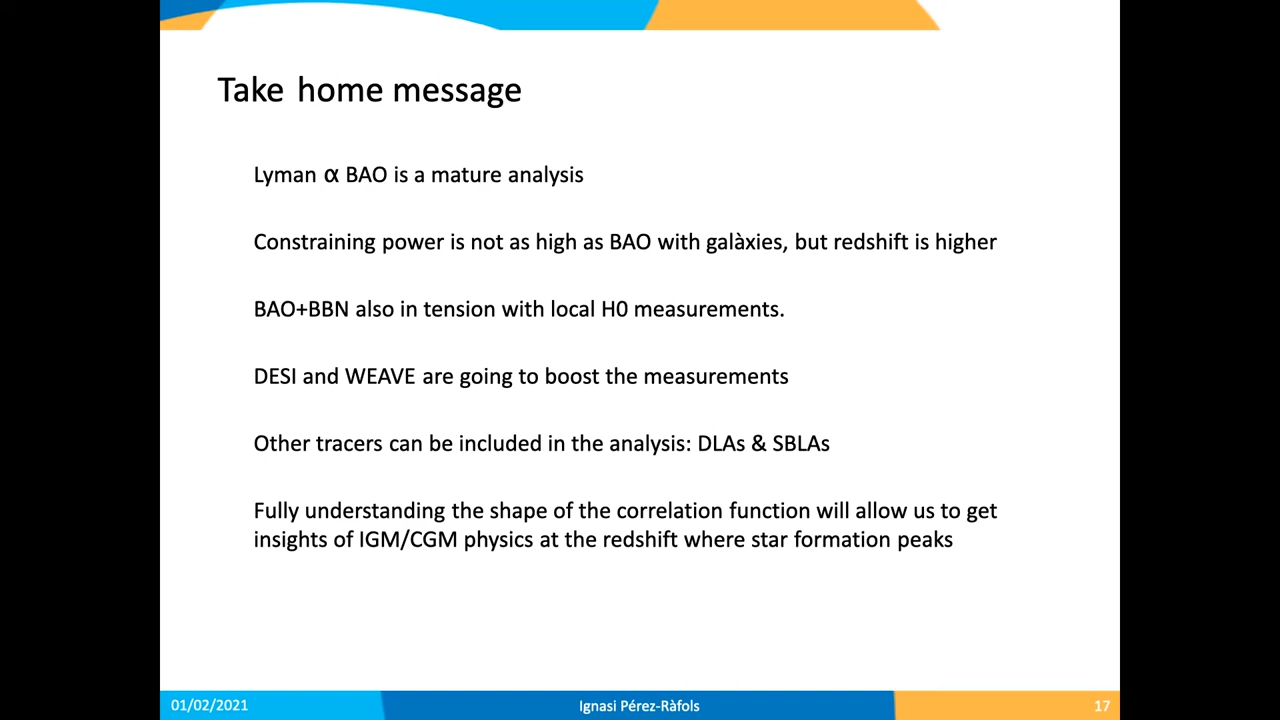 Take home message
Lyman α BAO is a mature analysis
Constraining power is not as high as BAO with galàxies, but redshift is higher
BAO+BBN also in tension with local H0 measurements.
DESI and WEAVE are going to boost the measurements
Other tracers can be included in the analysis: DLAs & SBLAs
Fully understanding the shape of the correlation function will allow us to get
insights of IGM/CGM physics at the redshift where star formation peaks
01/02/2021
Ignasi Pérez-Ràfols
17